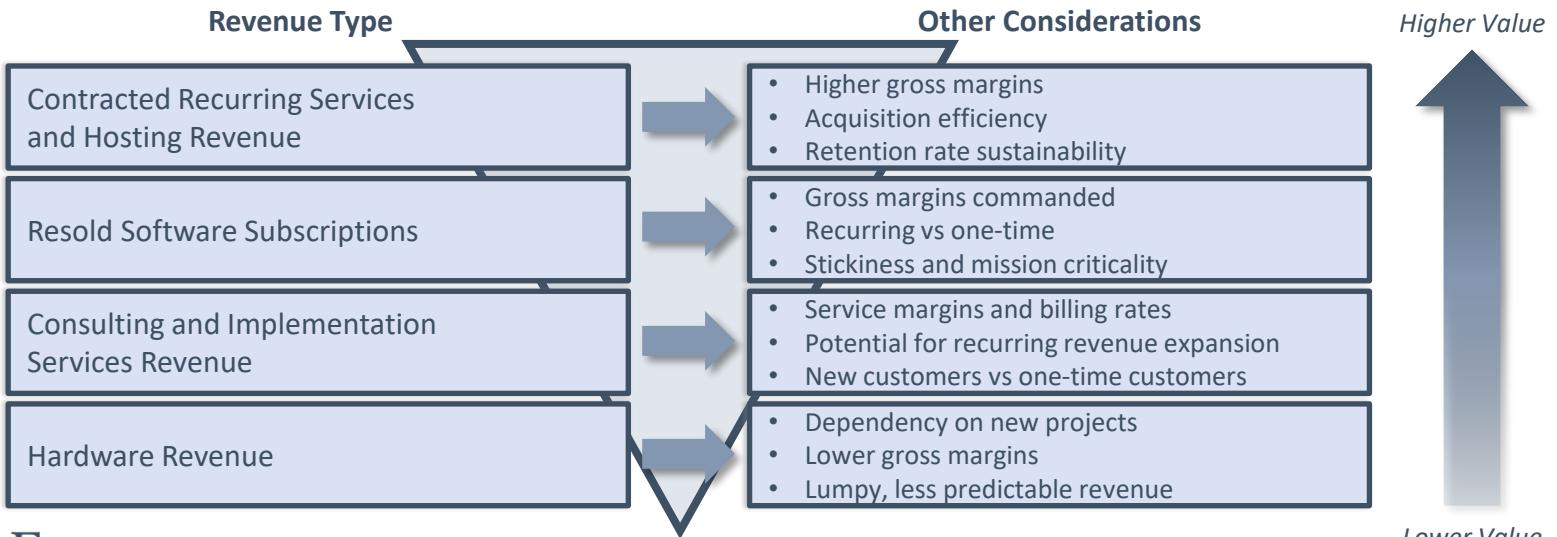 Revenue Type
Other Considerations
Higher Value
Contracted Recurring Services
and Hosting Revenue
• Higher gross margins
• Acquisition efficiency
• Retention rate sustainability
Resold Software Subscriptions
• Gross margins commanded
• Recurring vs one-time
• Stickiness and mission criticality
Consulting and Implementation
Services Revenue
• Service margins and billing rates
• Potential for recurring revenue expansion
• New customers vs one-time customers
Hardware Revenue
• Dependency on new projects
• Lower gross margins
• Lumpy, less predictable revenue
Lower Value